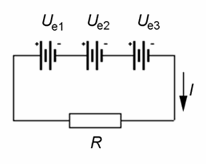 Ue1 Ue2 Ue3
+ - + - + -
I
R